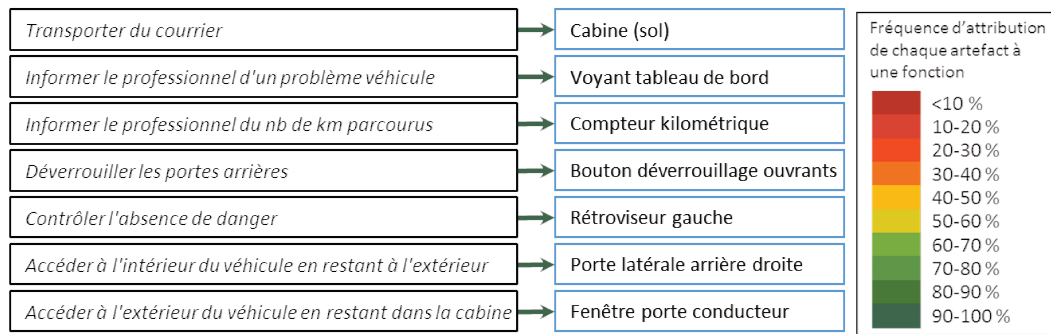 Transporter du courrier
Cabine (sol)
Informer le professionnel d'un problème véhicule
Voyant tableau de bord
Informer le professionnel du nb de km parcourus
Compteur kilométrique
Déverrouiller les portes arrières
Bouton déverrouillage ouvrants
Contrôler l'absence de danger
Rétroviseur gauche
Accéder à l'intérieur du véhicule en restant à l'extérieur
Porte latérale arrière droite
Accéder à l'extérieur du véhicule en restant dans la cabine
Fenêtre porte conducteur
Fréquence d'attribution
de chaque artefact à
une fonction
<10 %
10-20 %
20-30 %
30-40 %
40-50 %
50-60 %
60-70 %
70-80 %
80-90 %
90-100 %